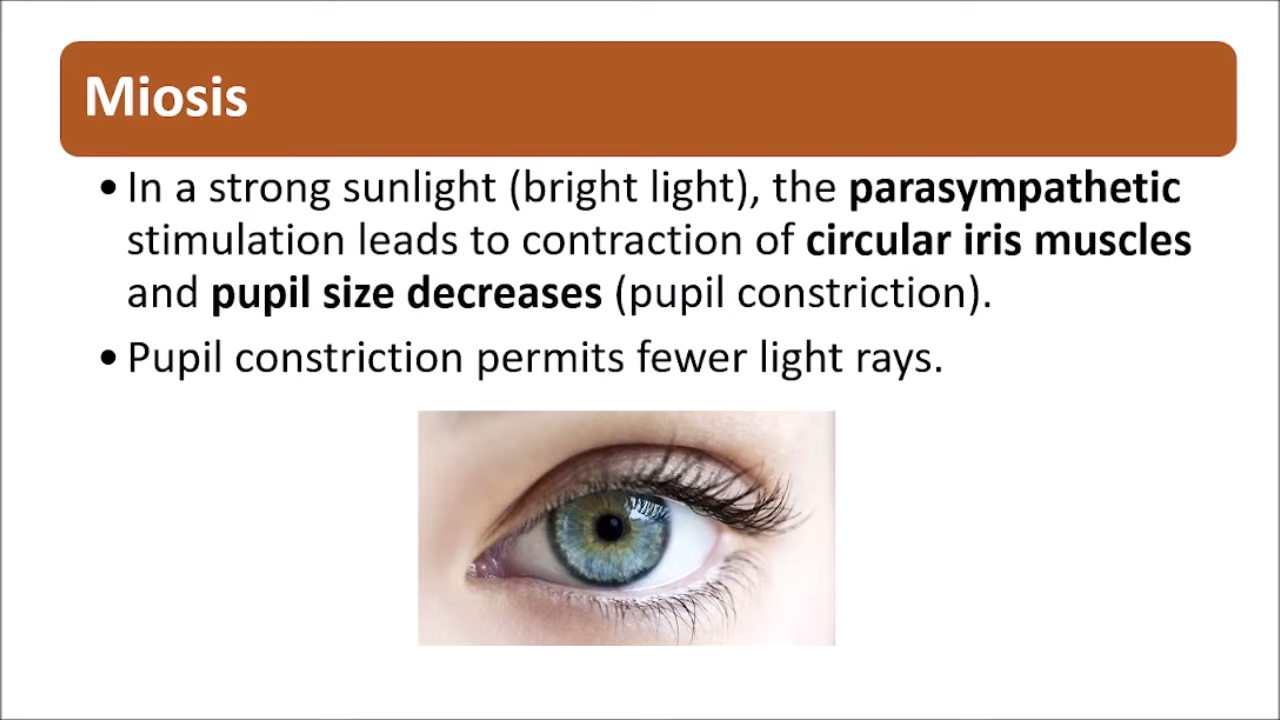 Miosis
• In a strong sunlight (bright light), the parasympathetic
stimulation leads to contraction of circular iris muscles
and pupil size decreases (pupil constriction).
• Pupil constriction permits fewer light rays.